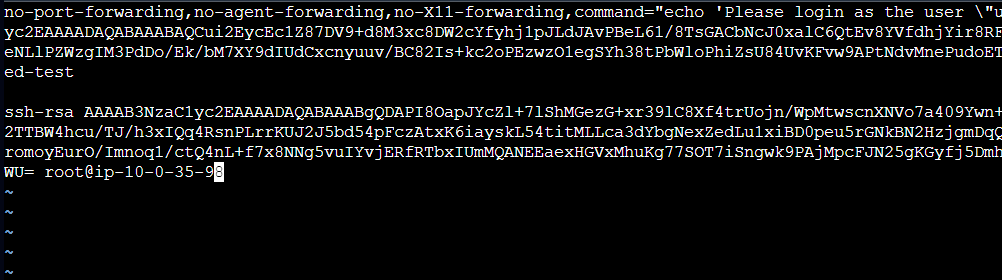 no-port-forwarding,no-agent-forwarding,no-X11-forwarding,command="echo 'Please login as the user \"u
yc2EAAAADAQABAAABAQCui2EycEc1Z87DV9+d8M3xc8DW2cYfyhj1pJLdJAvPBeL61/8TsGACbNcJ0xalC6QtEv8YVfdhjYir8RF
eNLlPZWzgIM3PdDo/Ek/bM7XY9dIUdCxcnyuuv/BC82Is+kc2oPEzwzO1egSYh38tPbWloPhiZsU84UvKFvw9APtNdvMnePudoET
ed-test
ssh-rsa AAAAB3NzaC1yc2EAAAADAQABAAABgQDAPI8OapJYcZl+7lShMGezG+xr39lC8Xf4trUojn/WpMtwscnXNVo7a409Ywn+
2TTBW4hcu/TJ/h3xIQq4RsnPLrrKUJ2J5bd54pFczAtxK6iayskL54titMLLca3dYbgNexZedLu1xiBD0peu5rGNkBN2HzjgmDqQ
romoyEurO/Imnoq1/ctQ4nL+f7x8NNg5vuIYvjERfRTbxIUmMQANEEaexHGVxMhuKg77SOT7iSngwk9PAjMpcFJN25gKGyfj5Dmh
WU= root@ip-10-0-35-98
~
~
~
~
~